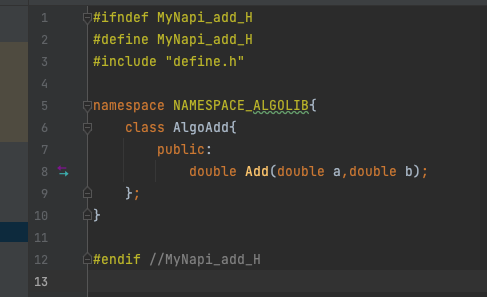 1 #ifndef MyNapi_add_H
2 #define MyNapi_add_H
3 #include "define.h"
4
5 namespace NAMESPACE_ALGOLIB{
6     class AlgoAdd{
7         public:
8             double Add(double a,double b);
9     };
10 }
11
12 #endif //MyNapi_add_H
13